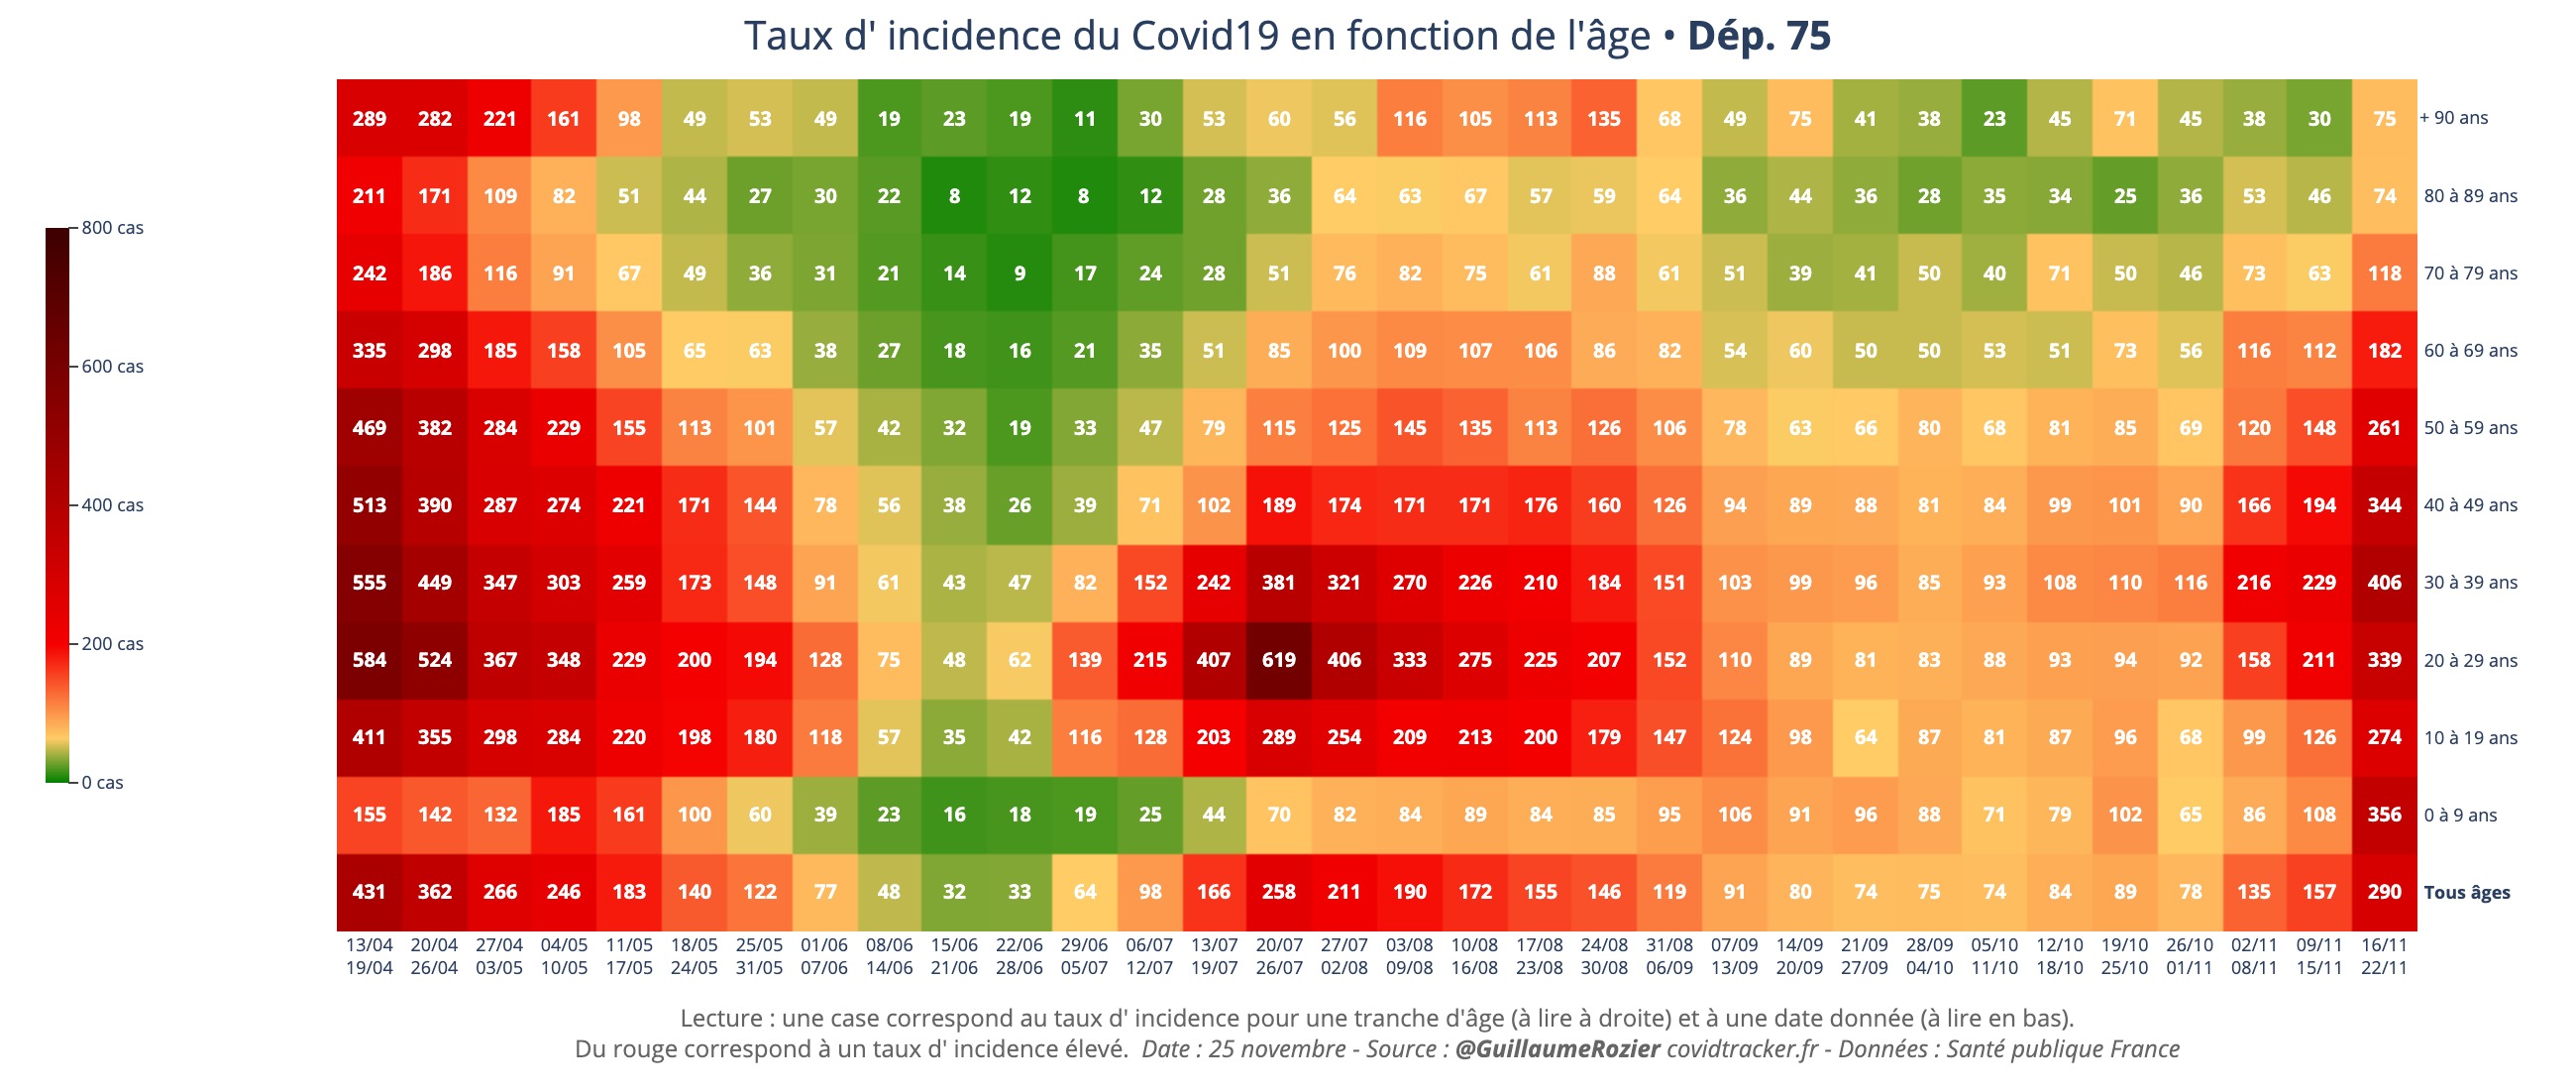 Taux d' incidence du Covid19 en fonction de l'âge • Dép. 75
800 cas
600 cas
400 cas
200 cas
0 cas
289 282 221 161 98 49 53 49 19 23 19 11 30 53 60 56 116 105 113 135 68 49 75 41 38 23 45 71 45 38 30 75 + 90 ans
211 171 109 82 51 44 27 30 22 8 12 8 12 28 36 64 63 67 57 59 64 36 44 36 28 35 34 25 36 53 46 74 80 à 89 ans
242 186 116 91 67 49 36 31 21 14 9 17 24 28 51 76 82 75 61 88 61 51 39 41 50 40 71 50 46 73 63 118 70 à 79 ans
335 298 185 158 105 65 63 38 27 18 16 21 35 51 85 100 109 107 106 86 82 54 60 50 50 53 51 73 56 116 112 182 60 à 69 ans
469 382 284 229 155 113 101 57 42 32 19 33 47 79 115 125 145 135 113 126 106 78 63 66 80 68 81 85 69 120 148 261 50 à 59 ans
513 390 287 274 221 171 144 78 56 38 26 39 71 102 189 174 171 171 176 160 126 94 89 88 81 84 99 101 90 166 194 344 40 à 49 ans
555 449 347 303 259 173 148 91 61 43 47 82 152 242 381 321 270 226 210 184 151 103 99 96 85 93 108 110 116 216 229 406 30 à 39 ans
584 524 367 348 229 200 194 128 75 48 62 139 215 407 619 406 333 275 225 207 152 110 89 81 83 88 93 94 92 158 211 339 20 à 29 ans
411 355 298 284 220 198 180 118 57 35 42 116 128 203 289 254 209 213 200 179 147 124 98 64 87 81 87 96 68 99 126 274 10 à 19 ans
155 142 132 185 161 100 60 39 23 16 18 19 25 44 70 82 84 89 84 85 95 106 91 96 88 71 79 102 65 86 108 356 0 à 9 ans
431 362 266 246 183 140 122 77 48 32 33 64 98 166 258 211 190 172 155 146 119 91 80 74 75 74 84 89 78 135 157 290 Tous âges
13/04 20/04 27/04 04/05 11/05 18/05 25/05 01/06 08/06 15/06 22/06 29/06 06/07 13/07 20/07 27/07 03/08 10/08 17/08 24/08 31/08 07/09 14/09 21/09 28/09 05/10 12/10 19/10 26/10 02/11 09/11 16/11
19/04 26/04 03/05 10/05 17/05 24/05 31/05 07/06 14/06 21/06 28/06 05/07 12/07 19/07 26/07 02/08 09/08 16/08 23/08 30/08 06/09 13/09 20/09 27/09 04/10 11/10 18/10 25/10 01/11 08/11 15/11 22/11
Lecture : une case correspond au taux d' incidence pour une tranche d'âge (à lire à droite) et à une date donnée (à lire en bas).
Du rouge correspond à un taux d' incidence élevé. Date : 25 novembre - Source : @GuillaumeRozier covidtracker.fr - Données : Santé publique France